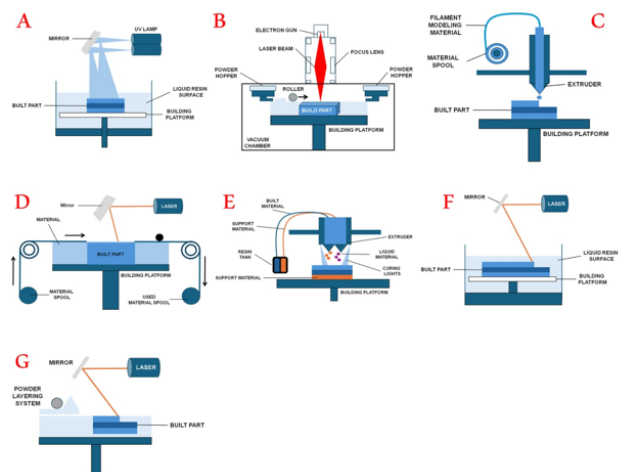 A
MIRROR
UV LAMP
LIQUID RESIN
SURFACE
BUILT PART
BUILDING
PLATFORM
B
ELECTRON GUN
LASER BEAM
FOCUS LENS
POWDER
HOPPER
ROLLER
POWDER
HOPPER
BUILD PART
VACUUM
CHAMBER
BUILDING PLATFORM
C
FILAMENT
MODELING
MATERIAL
MATERIAL
SPOOL
EXTRUDER
BUILT PART
BUILDING PLATFORM
D
Mirror
LASER
MATERIAL
BUILT PART
BUILDING PLATFORM
MATERIAL
SPOOL
USED
MATERIAL SPOOL
E
BUILT
MATERIAL
SUPPORT
MATERIAL
EXTRUDER
RESIN
TANK
LIQUID
MATERIAL
CURING
LIGHTS
SUPPORT MATERIAL
BUILDING PLATFORM
F
MIRROR
LASER
LIQUID RESIN
SURFACE
BUILT PART
BUILDING
PLATFORM
G
MIRROR
LASER
POWDER
LAYERING
SYSTEM
BUILT PART